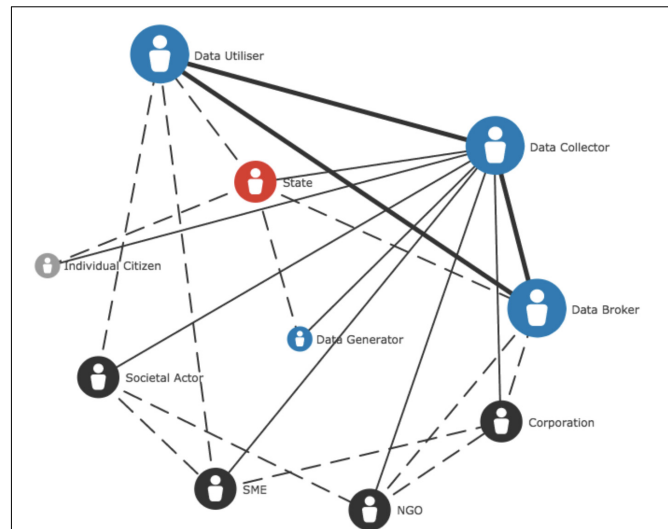 Data Utiliser
Data Collector
State
Individual Citizen
Data Broker
Data Generator
Societal Actor
Corporation
SME
NGO